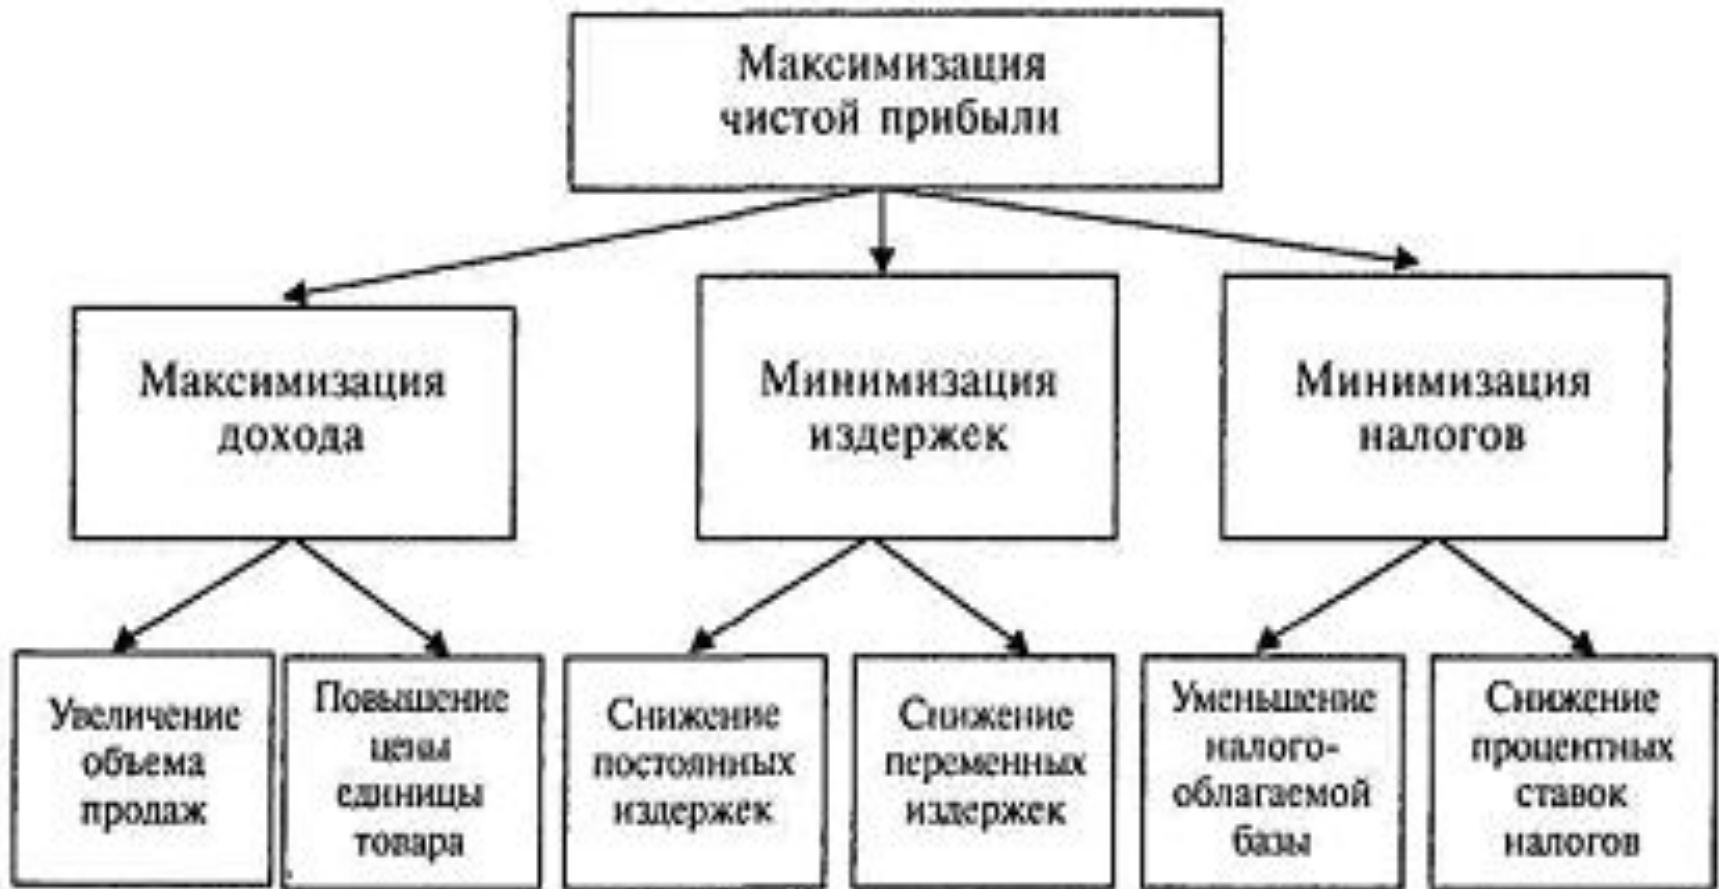 Максимизация
чистой прибыли
Максимизация
дохода
Минимизация
издержек
Минимизация
налогов
Увеличение
объема
продаж
Повышение
цены
единицы
товара
Снижение
постоянных
издержек
Снижение
переменных
издержек
Уменьшение
налого-
облагаемой
базы
Снижение
процентных
ставок
налогов